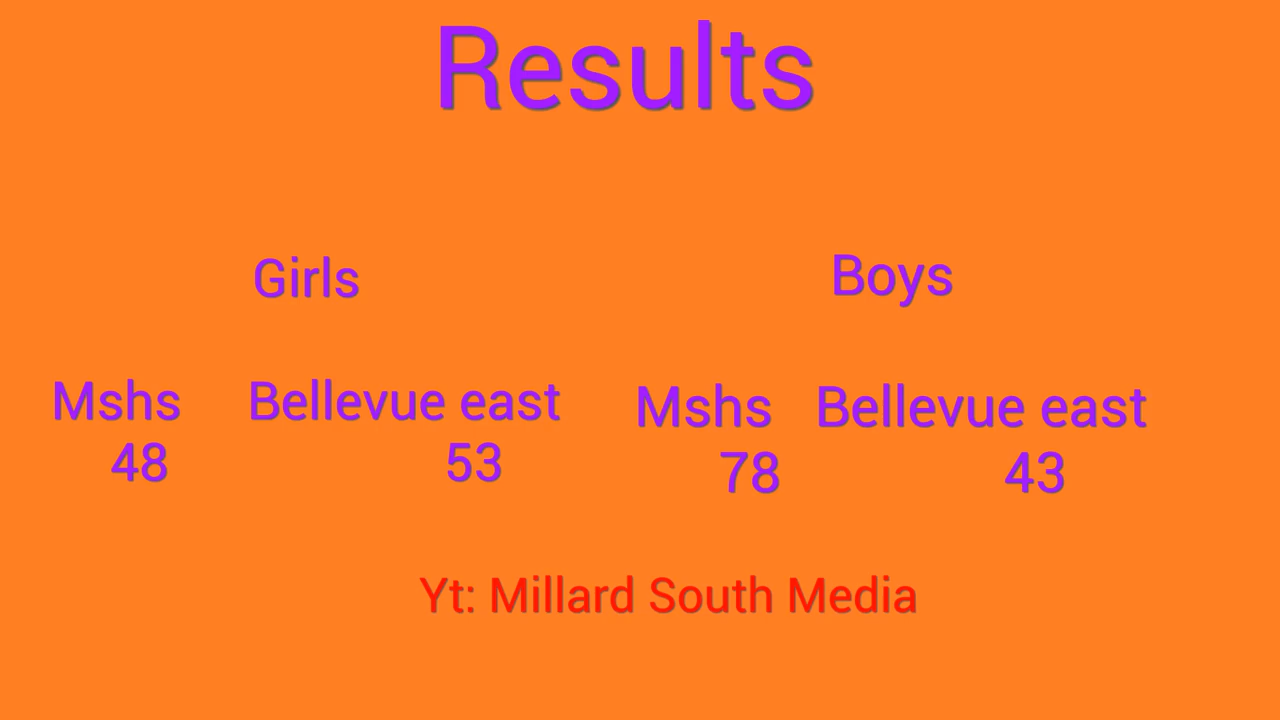 Results
Girls
Boys
Mshs Bellevue east
48 53
Mshs Bellevue east
78 43
Yt: Millard South Media